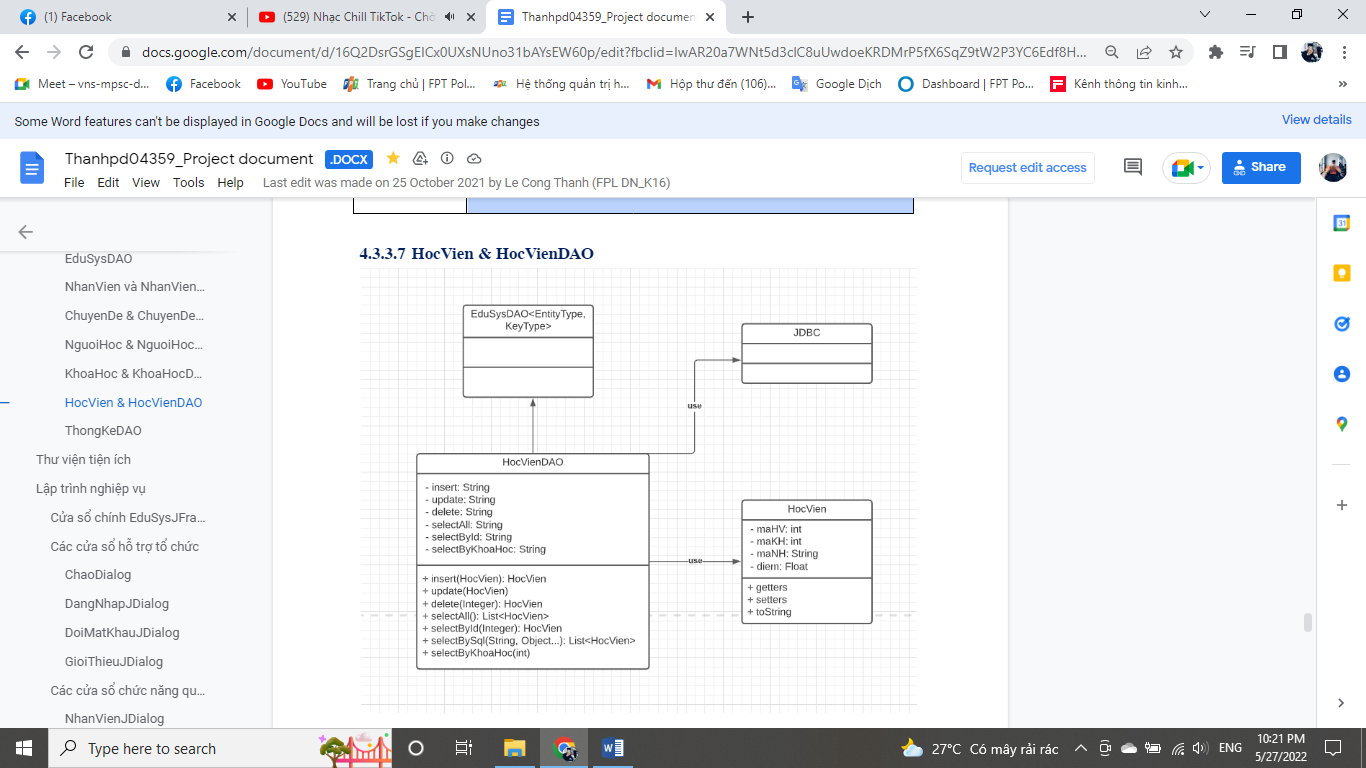 (1) Facebook
(529) Nhạc Chill TikTok - Chờ
Thanhpd04359_Project documen
docs.google.com/document/d/16Q2DsrGSgElCx0UXsNUno31bAYsEW60p/edit?fbclid=IwAR20a7WNt5d3clC8uUwdoeKRDMrP5fX6SqZ9tW2P3YC6Edf8H...
Meet – vns-mpsc-d...
Facebook
YouTube
Trang chủ | FPT Pol...
Hệ thống quản trị h...
Hộp thư đến (106)...
Google Dịch
Dashboard | FPT Po...
Kênh thông tin kinh...
»
Some Word features can't be displayed in Google Docs and will be lost if you make changes
View details
Thanhpd04359_Project document
.DOCX
Request edit access
Share
File Edit View Tools Help
Last edit was made on 25 October 2021 by Le Cong Thanh (FPL DN_K16)
EduSysDAO
NhanVien và NhanVien...
ChuyenDe & ChuyenDe...
NguoiHoc & NguoiHoc...
KhoaHoc & KhoaHocD...
HocVien & HocVienDAO
ThongKeDAO
Thư viện tiện ích
Lập trình nghiệp vụ
Cửa sổ chính EduSysJFra...
Các cửa sổ hỗ trợ tổ chức
ChaoDialog
DangNhapJDialog
DoiMatKhauJDialog
GioiThieuJDialog
Các cửa sổ chức năng qu...
NhanVienJDialog
4.3.3.7 HocVien & HocVienDAO
EduSysDAO<EntityType,
KeyType>
JDBC
use
HocVienDAO
- insert: String
- update: String
- delete: String
- selectAll: String
- selectById: String
- selectByKhoaHoc: String
+ insert(HocVien): HocVien
+ update(HocVien)
+ delete(Integer): HocVien
+ selectAll(): List<HocVien>
+ selectById(Integer): HocVien
+ selectBySql(String, Object...): List<HocVien>
+ selectByKhoaHoc(int)
use
HocVien
- maHV: int
- maKH: int
- maNH: String
- diem: Float
+ getters
+ setters
+ toString
31
Type here to search
27°C Có mây rải rác
ENG
10:21 PM
5/27/2022